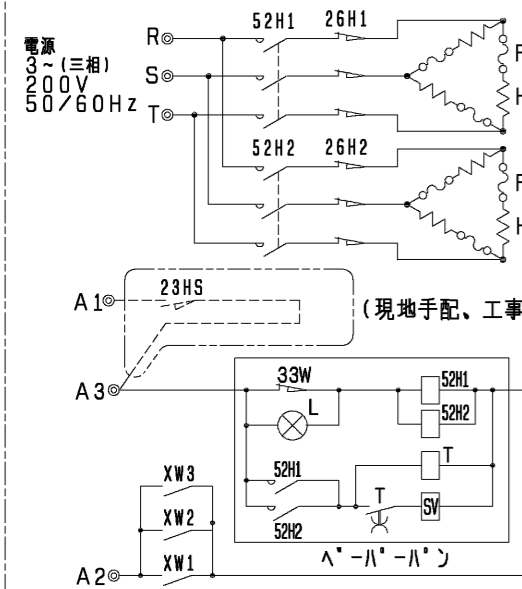 電源
3~(三相)
200V
50/60Hz
R
S
T
52H1 26H1
F
H
52H2 26H2
F
H
A1 23HS
(現地手配、工事
A3
33W
L
52H1
52H2
T
52H1
52H2
T
SV
ペーパーパン
XW3
XW2
XW1
A2